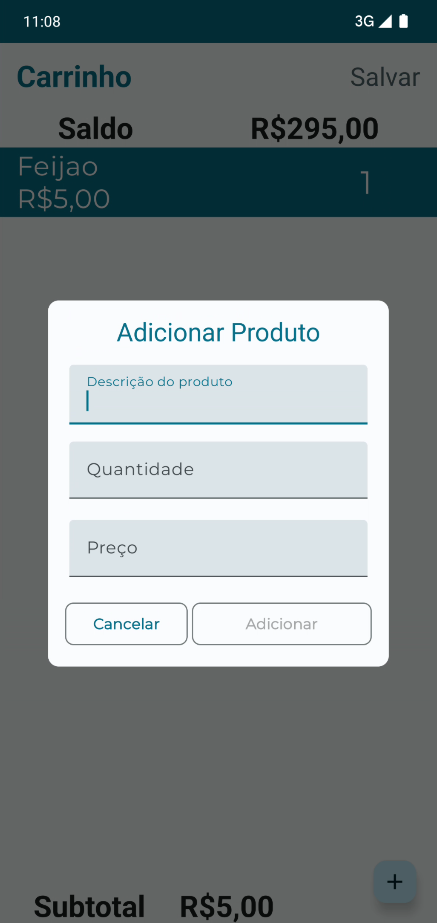 11:08 3G
Carrinho Salvar
Saldo R$295,00
Feijao
R$5,00 1
Adicionar Produto
Descrição do produto
Quantidade
Preço
Cancelar Adicionar
+
Subtotal R$5,00